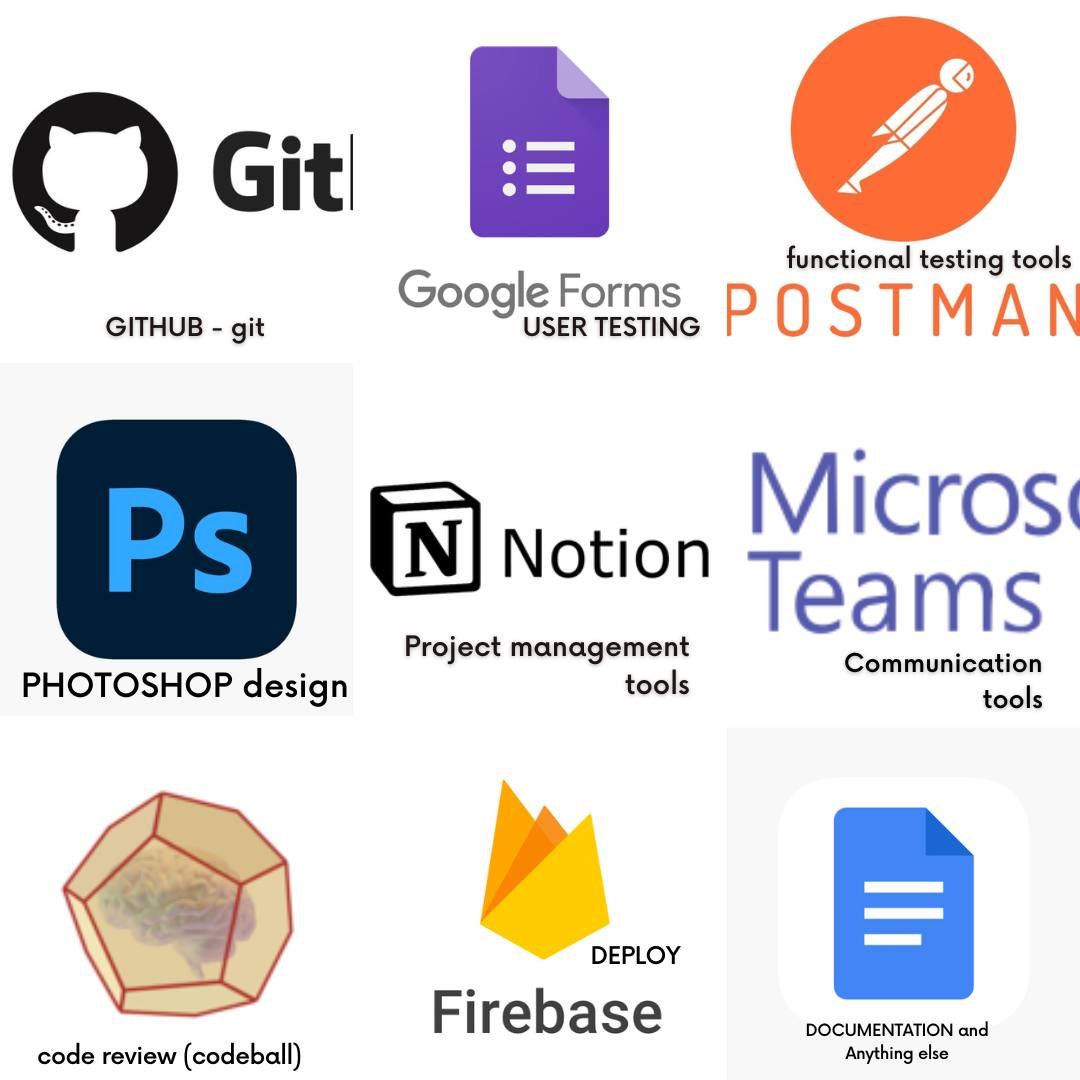 Git
GITHUB - git
Google Forms
USER TESTING
functional testing tools
POSTMAN
Ps
PHOTOSHOP design
N Notion
Project management
tools
Microso
Teams
Communication
tools
code review (codeball)
DEPLOY
Firebase
DOCUMENTATION and
Anything else